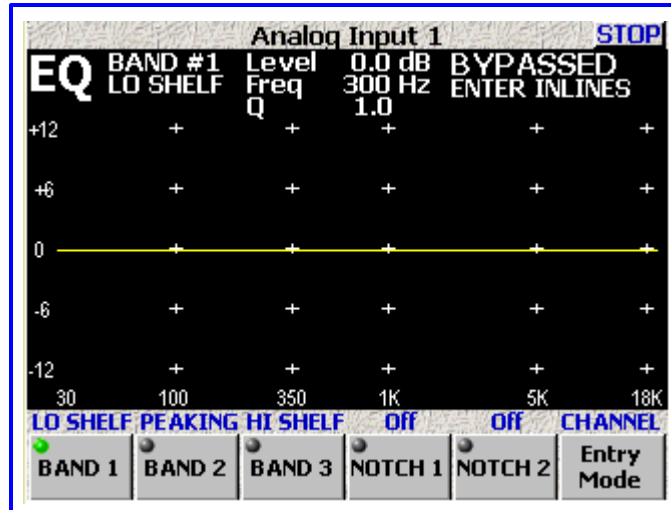 Analog Input 1 STOP
EQ BAND #1 Level 0.0 dB BYPASSED
LO SHELF Freq 300 Hz ENTER INLINES
Q 1.0
+12
+6
0
-6
-12
30 100 350 1K 5K 18K
LO SHELF PEAKING HI SHELF Off Off CHANNEL
BAND 1 BAND 2 BAND 3 NOTCH 1 NOTCH 2 Entry Mode